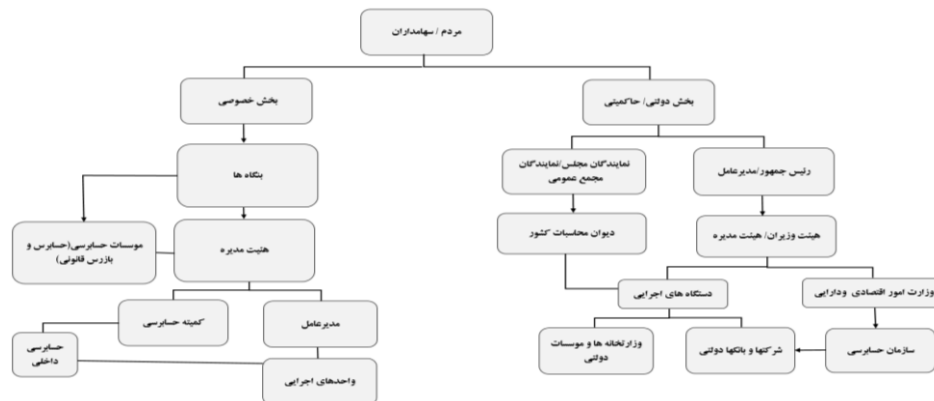 مردم / سهامداران
بخش خصوصی
بخش دولتی/ حاکمیتی
بنگاه ها
نمایندگان مجلس/نمایندگان
مجمع عمومی
رئیس جمهور/مدیرعامل
موسسات حسابرسی(حسابرس و
بازرس قانونی)
هئیت مدیره
دیوان محاسبات کشور
هیئت وزیران/ هیئت مدیره
کمیته حسابرسی
مدیرعامل
دستگاه های اجرایی
وزارت امور اقتصادی ودارایی
حسابرسی
داخلی
واحدهای اجرایی
وزارتخانه ها و موسسات
دولتی
شرکتها و بانکها دولتی
سازمان حسابرسی